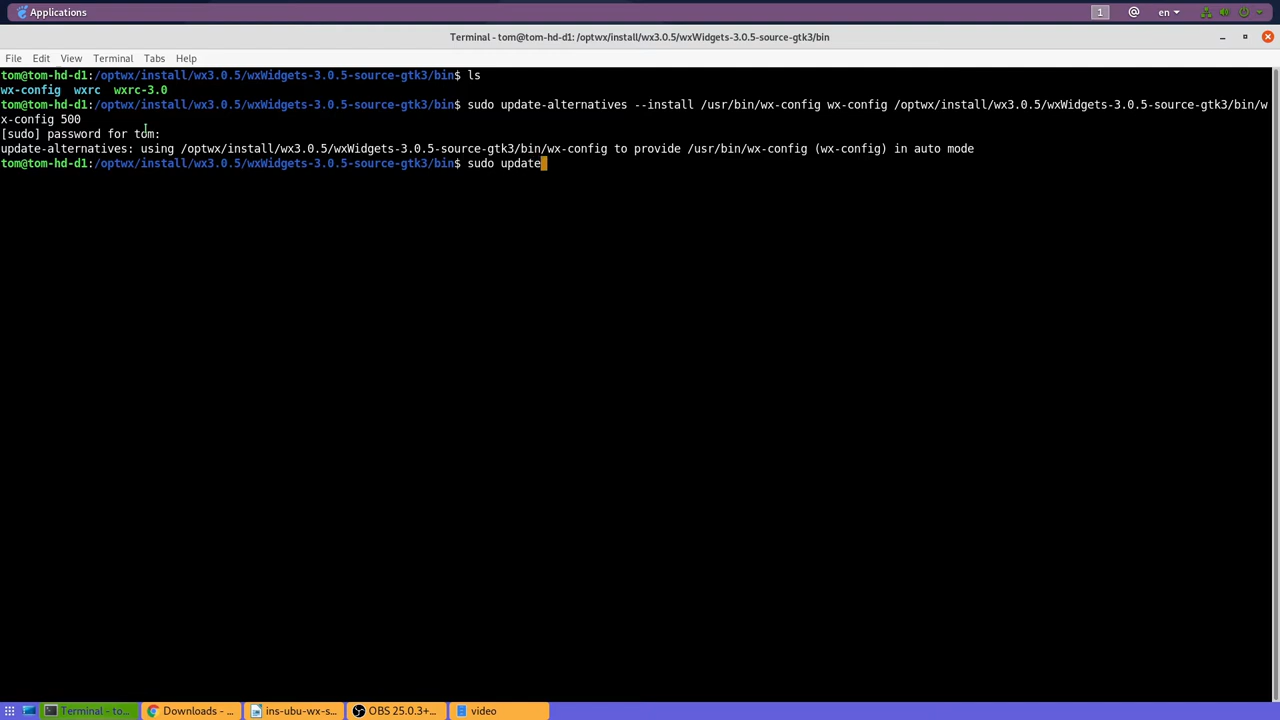 Applications
1
en
Terminal - tom@tom-hd-d1: /optwx/install/wx3.0.5/wxWidgets-3.0.5-source-gtk3/bin
File Edit View Terminal Tabs Help
tom@tom-hd-d1:/optwx/install/wx3.0.5/wxWidgets-3.0.5-source-gtk3/bin$ ls
wx-config wxrc wxrc-3.0
tom@tom-hd-d1:/optwx/install/wx3.0.5/wxWidgets-3.0.5-source-gtk3/bin$ sudo update-alternatives --install /usr/bin/wx-config wx-config /optwx/install/wx3.0.5/wxWidgets-3.0.5-source-gtk3/bin/w
x-config 500
[sudo] password for tom:
update-alternatives: using /optwx/install/wx3.0.5/wxWidgets-3.0.5-source-gtk3/bin/wx-config to provide /usr/bin/wx-config (wx-config) in auto mode
tom@tom-hd-d1:/optwx/install/wx3.0.5/wxWidgets-3.0.5-source-gtk3/bin$ sudo update
Terminal - to... Downloads - ... ins-ubu-wx-s... OBS 25.0.3+... video